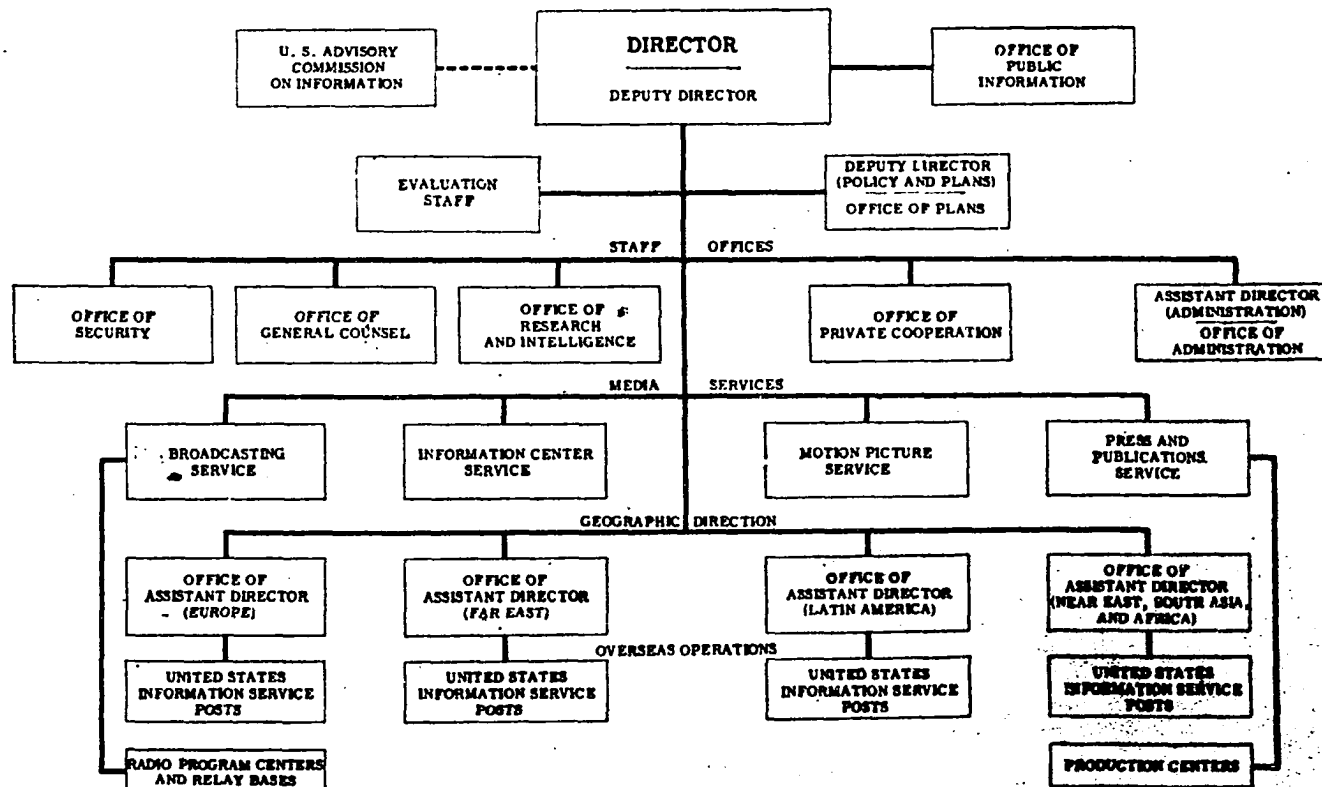 U. S. ADVISORY
COMMISSION
ON INFORMATION
DIRECTOR
DEPUTY DIRECTOR
OFFICE OF
PUBLIC
INFORMATION
EVALUATION
STAFF
DEPUTY LIRECTOR
(POLICY AND PLANS)
OFFICE OF PLANS
STAFF OFFICES
OFFICE OF
SECURITY
OFFICE OF
GENERAL COUNSEL
OFFICE OF
RESEARCH
AND INTELLIGENCE
OFFICE OF
PRIVATE COOPERATION
ASSISTANT DIRECTOR
(ADMINISTRATION)
OFFICE OF
ADMINISTRATION
MEDIA SERVICES
BROADCASTING
SERVICE
INFORMATION CENTER
SERVICE
MOTION PICTURE
SERVICE
PRESS AND
PUBLICATIONS
SERVICE
GEOGRAPHIC DIRECTION
OFFICE OF
ASSISTANT DIRECTOR
(EUROPE)
OFFICE OF
ASSISTANT DIRECTOR
(FAR EAST)
OFFICE OF
ASSISTANT DIRECTOR
(LATIN AMERICA)
OFFICE OF
ASSISTANT DIRECTOR
(NEAR EAST, SOUTH ASIA,
AND AFRICA)
OVERSEAS OPERATIONS
UNITED STATES
INFORMATION SERVICE
POSTS
UNITED STATES
INFORMATION SERVICE
POSTS
UNITED STATES
INFORMATION SERVICE
POSTS
UNITED STATES
INFORMATION SERVICE
POSTS
RADIO PROGRAM CENTERS
AND RELAY BASES
PRODUCTION CENTERS